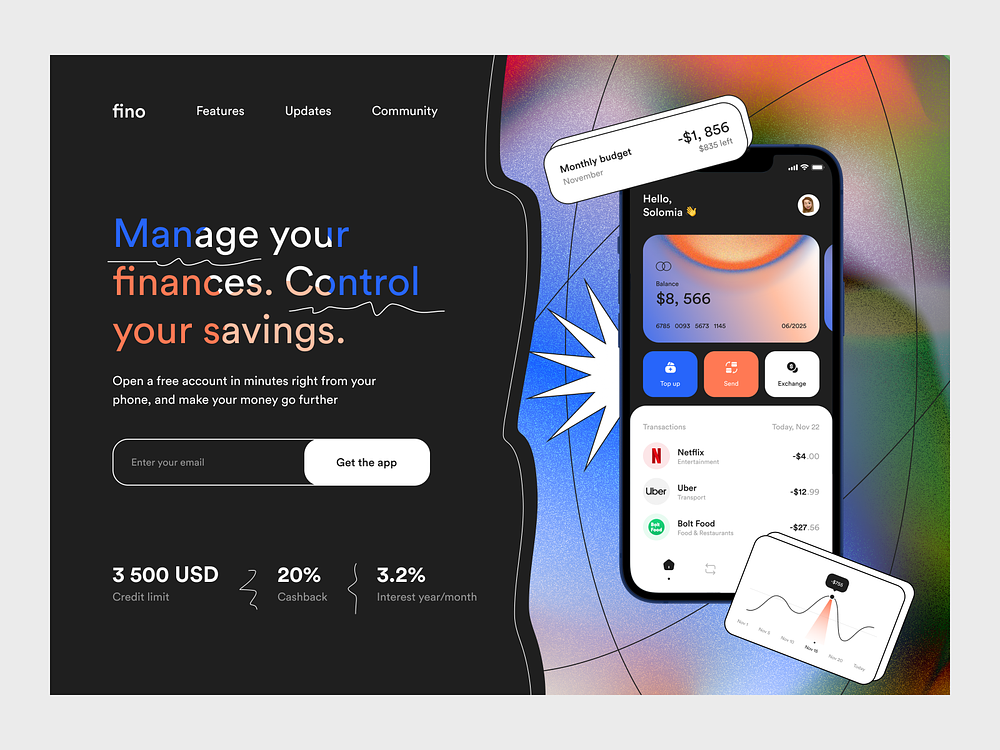 fino
Features
Updates
Community
Manage your
finances. Control
your savings.
Open a free account in minutes right from your
phone, and make your money go further
Enter your email
Get the app
3 500 USD
Credit limit
20%
Cashback
3.2%
Interest year/month
Monthly budget
November
-$1, 856
$835 left
Hello,
Solomia 👋
Balance
$8, 566
6785 0093 5673 1145
06/2025
Top up
Send
Exchange
Transactions
Today, Nov 22
N
Netflix
Entertainment
-$4.00
Uber
Uber
Transport
-$12.99
Bolt
Food
Bolt Food
Food & Restaurants
-$27.56
-$755
Nov 1
Nov 5
Nov 10
Nov 15
Nov 20
Today